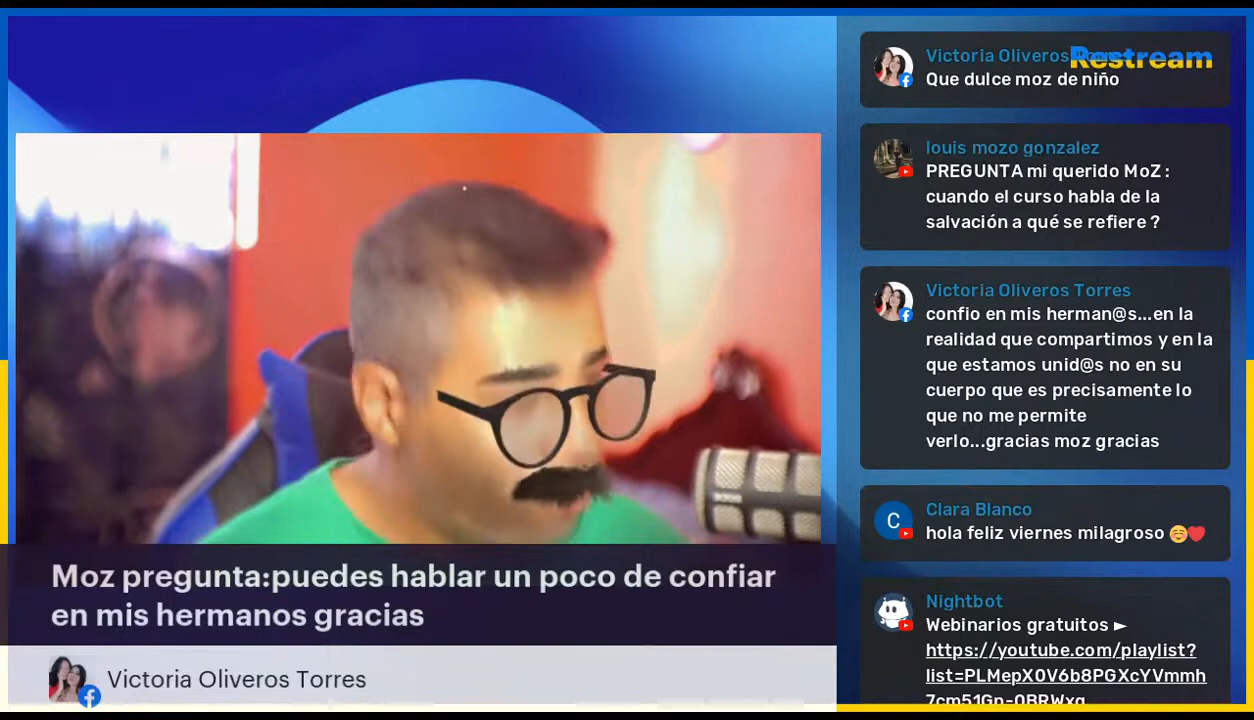 Moz pregunta:puedes hablar un poco de confiar
en mis hermanos gracias
Victoria Oliveros Torres
Restream
Victoria Oliveros
Que dulce moz de niño
louis mozo gonzalez
PREGUNTA mi querido MoZ :
cuando el curso habla de la
salvación a qué se refiere ?
Victoria Oliveros Torres
confio en mis herman@s...en la
realidad que compartimos y en la
que estamos unid@s no en su
cuerpo que es precisamente lo
que no me permite
verlo...gracias moz gracias
C
Clara Blanco
hola feliz viernes milagroso 😊❤️
Nightbot
Webinarios gratuitos ►
https://youtube.com/playlist?
list=PLMepX0V6b8PGXcYVmmh